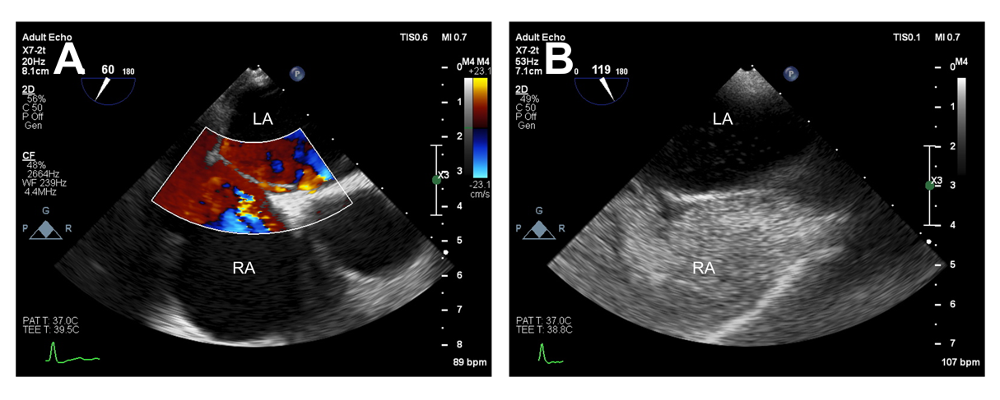 A
Adult Echo
TIS0.6 MI 0.7
X7-2t
20Hz
8.1cm
0 60 180
P
M4 M4
+23.1
2D
56%
C 50
P Off
Gen
CF
48%
2664Hz
WF 239Hz
4.4MHz
LA
0
1
2
3
4
5
6
7
8
X3
-23.1
cm/s
G
P R
RA
PAT T: 37.0C
TEE T: 39.5C
89 bpm
B
Adult Echo
TIS0.1 MI 0.7
X7-2t
53Hz
7.1cm
0 119 180
P
M4
2D
49%
C 50
P Off
Gen
LA
0
1
2
3
4
5
6
7
X3
G
P R
RA
PAT T: 37.0C
TEE T: 38.8C
107 bpm